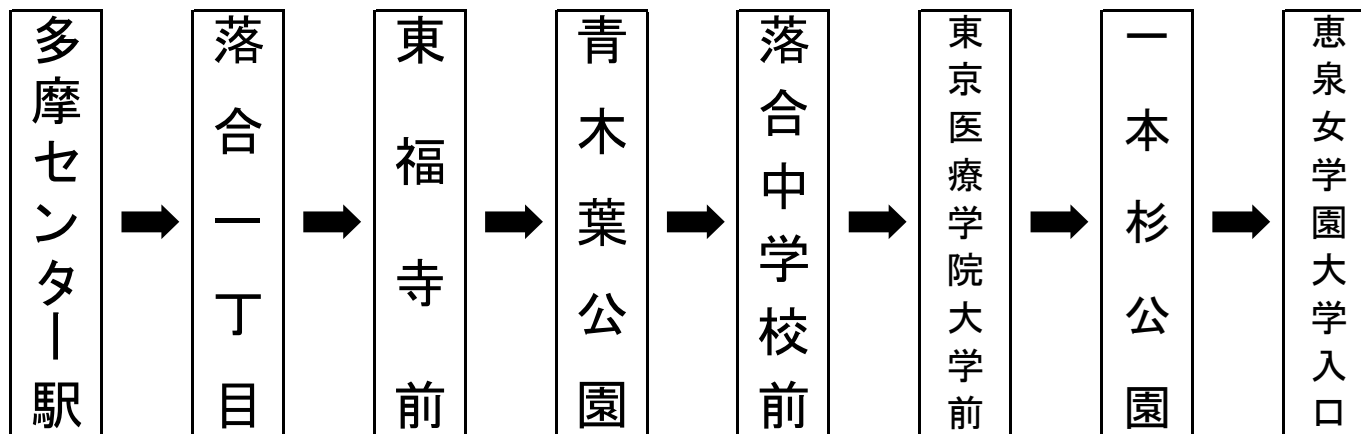 多摩センター駅
落合一丁目
東福寺前
青木葉公園
落合中学校前
東京医療学院大学前
一本杉公園
恵泉女学園大学入口